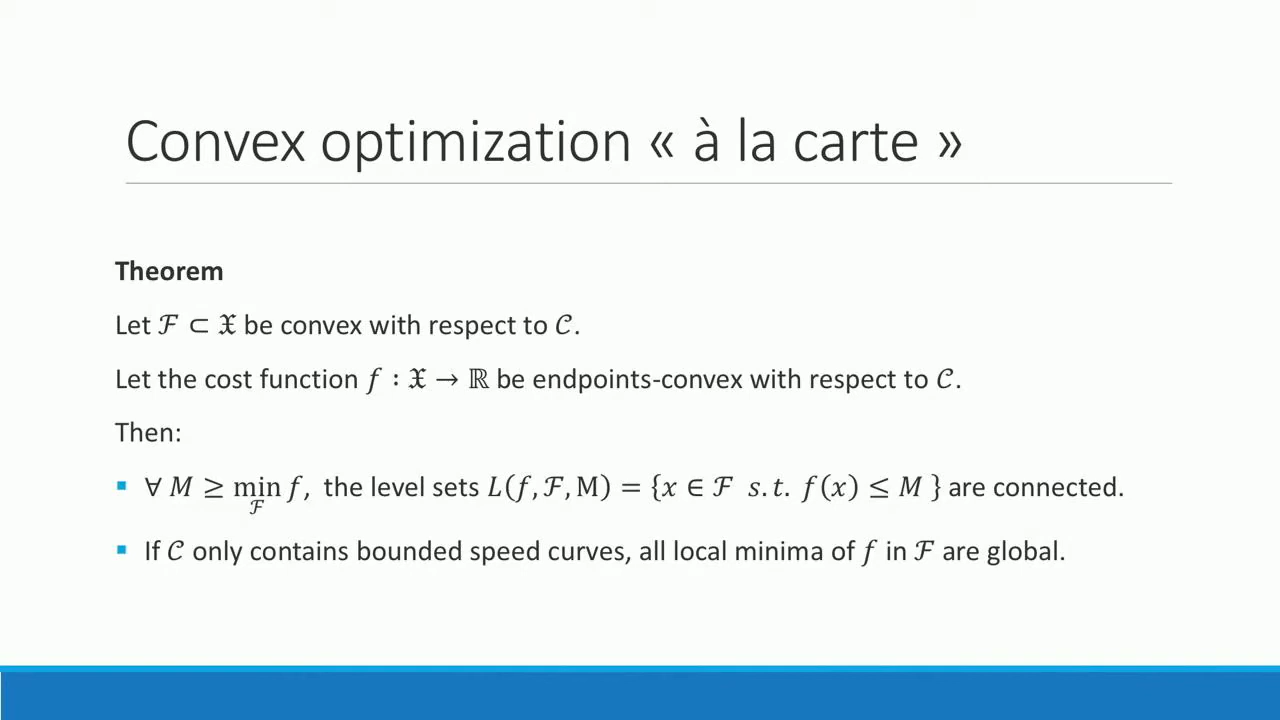 Convex optimization « à la carte »
Theorem
Let ℱ ⊂ 𝔛 be convex with respect to 𝒞.
Let the cost function 𝑓 ∶ 𝔛 → ℝ be endpoints-convex with respect to 𝒞.
Then:
▪ ∀ 𝑀 ≥ min 𝑓, the level sets 𝐿(𝑓, ℱ, M) = {𝑥 ∈ ℱ 𝑠. 𝑡. 𝑓(𝑥) ≤ 𝑀 } are connected.
ℱ
▪ If 𝒞 only contains bounded speed curves, all local minima of 𝑓 in ℱ are global.